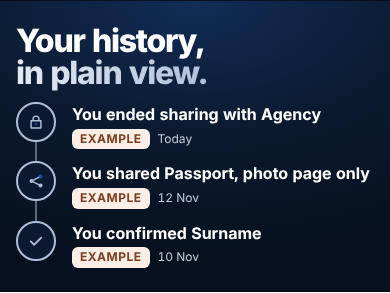 Your history,
in plain view.
You ended sharing with Agency
EXAMPLE Today
You shared Passport, photo page only
EXAMPLE 12 Nov
You confirmed Surname
EXAMPLE 10 Nov